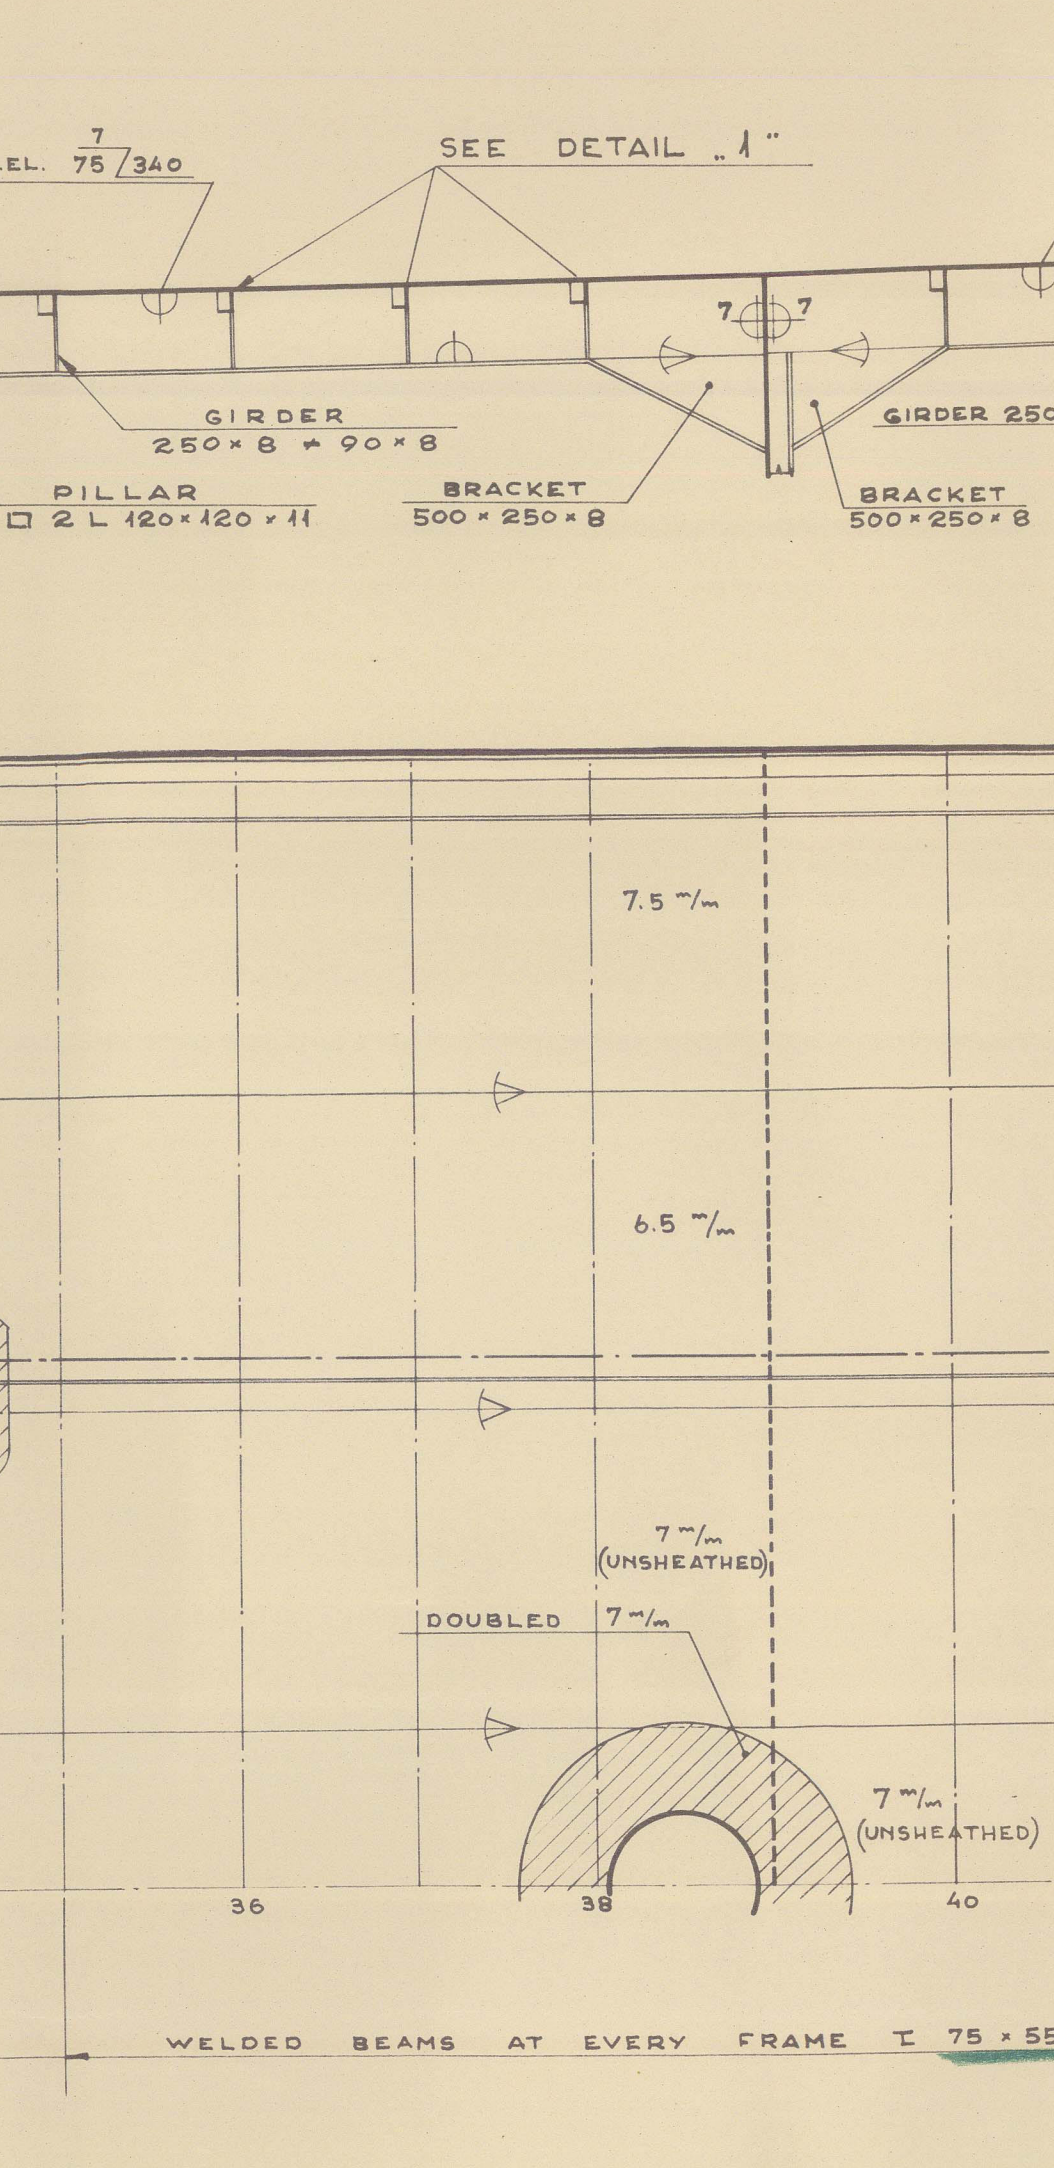 7
EL. 75/340
SEE DETAIL „1"
7 7
GIRDER
250 × 8 ≠ 90 × 8
GIRDER 250
PILLAR
□ 2 L 120 × 120 × 11
BRACKET
500 × 250 × 8
BRACKET
500 × 250 × 8
7.5 m/m
6.5 m/m
7 m/m
(UNSHEATHED)
DOUBLED 7 m/m
7 m/m
(UNSHEATHED)
36 38 40
WELDED BEAMS AT EVERY FRAME I 75 × 55